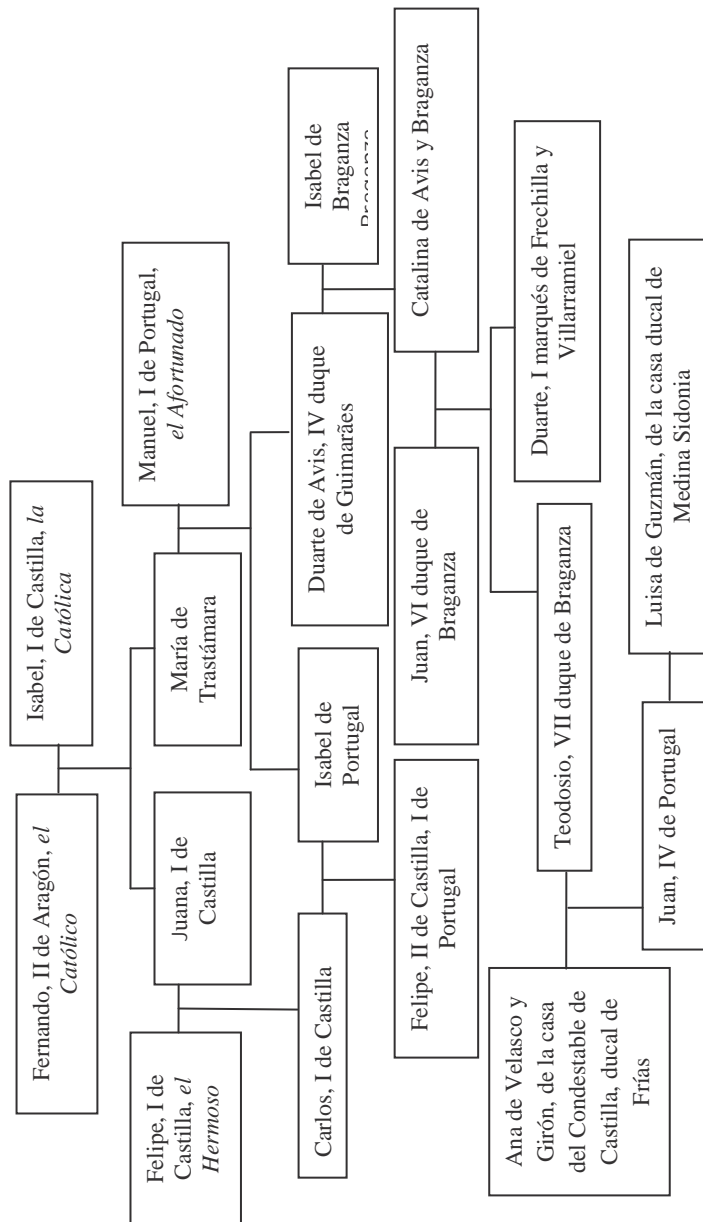 Fernando, II de Aragón, el
Católico
Isabel, I de Castilla, la
Católica
Felipe, I de
Castilla, el
Hermoso
Juana, I de
Castilla
María de
Trastámara
Manuel, I de Portugal,
el Afortunado
Carlos, I de Castilla
Isabel de
Portugal
Duarte de Avis, IV duque
de Guimarães
Isabel de
Braganza
Braganza
Felipe, II de Castilla, I de
Portugal
Juan, VI duque de
Braganza
Catalina de Avis y Braganza
Ana de Velasco y
Girón, de la casa
del Condestable de
Castilla, ducal de
Frías
Teodosio, VII duque de Braganza
Duarte, I marqués de Frechilla y
Villarramiel
Juan, IV de Portugal
Luisa de Guzmán, de la casa ducal de
Medina Sidonia